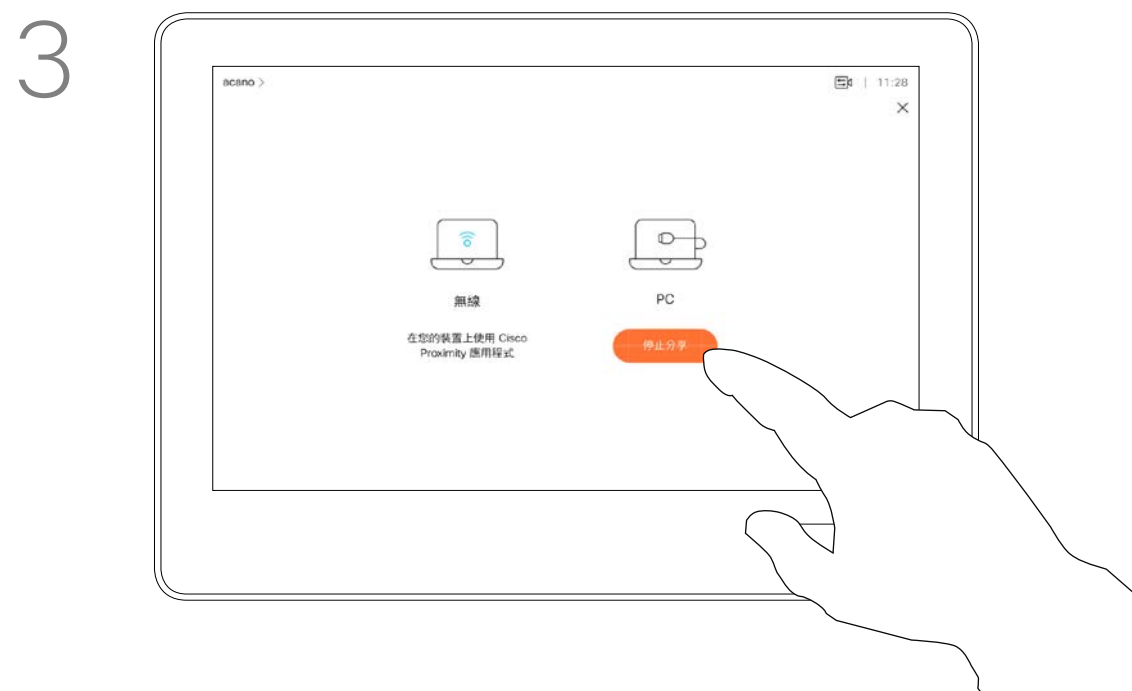 3
acano >
11:28
無線
PC
在您的裝置上使用 Cisco
Proximity 應用程式
停止分享